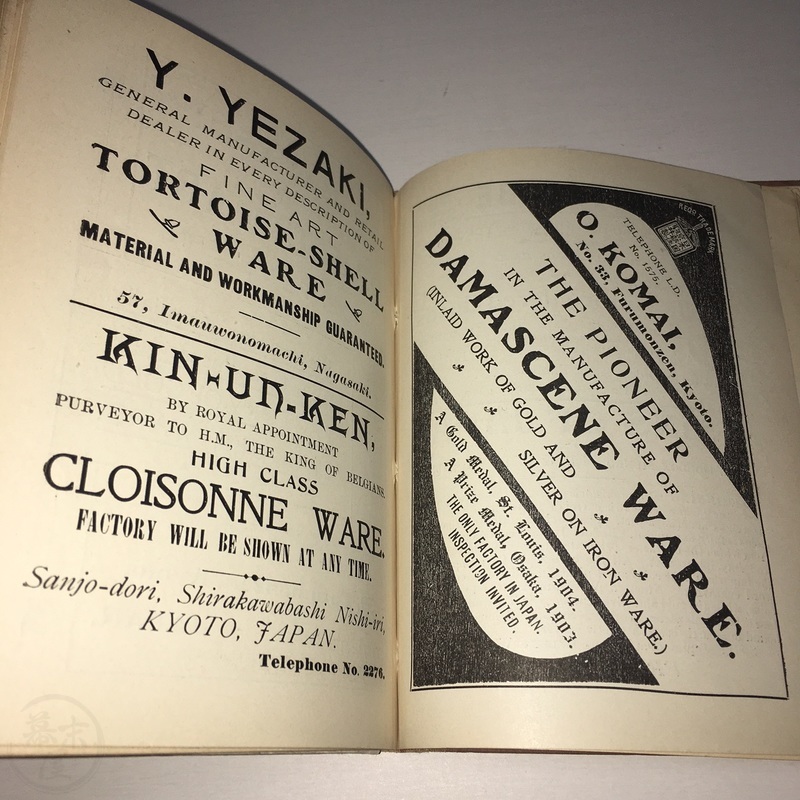 Y. YEZAKI,
GENERAL MANUFACTURER AND RETAIL
DEALER IN EVERY DESCRIPTION OF
FINE ART
TORTOISE-SHELL
WARE
MATERIAL AND WORKMANSHIP GUARANTEED.
57, Imauwonomachi, Nagasaki.
KIN-UN-KEN,
BY ROYAL APPOINTMENT
PURVEYOR TO H.M., THE KING OF BELGIANS.
HIGH CLASS
CLOISONNE WARE.
FACTORY WILL BE SHOWN AT ANY TIME.
Sanjo-dori, Shirakawabashi Nishi-iri,
KYOTO, JAPAN.
Telephone No. 2276.
TRADE MARK
TELEPHONE L.D.
No. 1575.
O. KOMAI,
No. 33, Furumonzen, Kyoto.
THE PIONEER
IN THE MANUFACTURE OF
DAMASCENE WARE.
(INLAID WORK OF GOLD AND
SILVER ON IRON WARE.)
A Gold Medal, St. Louis, 1904.
A Prize Medal, Osaka, 1903.
THE ONLY FACTORY IN JAPAN.
INSPECTION INVITED.